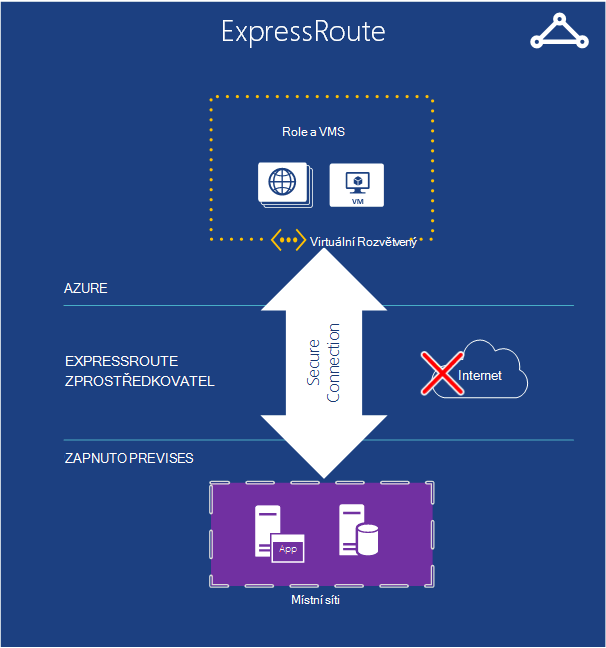 ExpressRoute
Role a VMS
VM
Virtuální Rozvětvený
AZURE
Secure
Connection
EXPRESSROUTE
ZPROSTŘEDKOVATEL
Internet
ZAPNUTO PREVISES
App
Místní síti